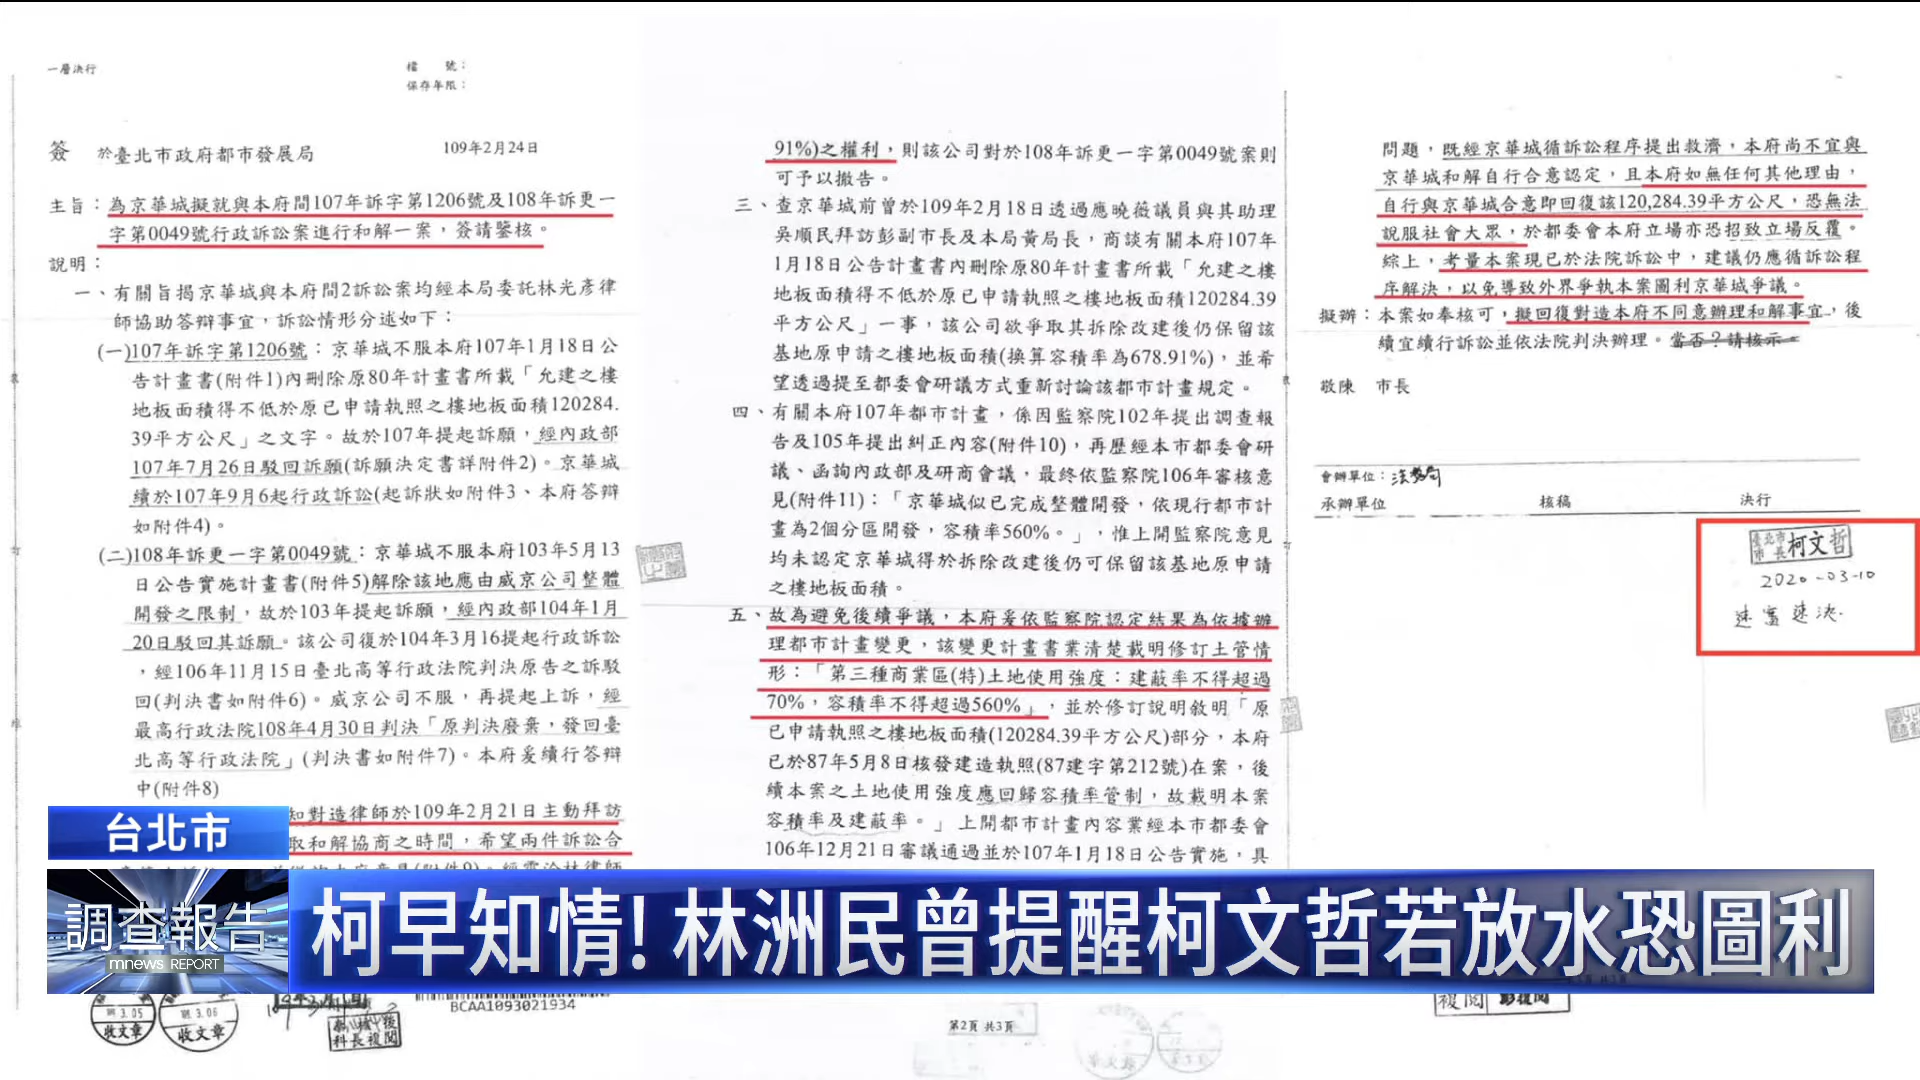 一層決行
檔 號：
保存年限：
簽 於臺北市政府都市發展局 109年2月24日
主旨：為京華城擬就與本府間107年訴字第1206號及108年訴更一
字第0049號行政訴訟案進行和解一案，簽請鑒核。
說明：
一、有關旨揭京華城與本府間2訴訟案均經本局委託林光彥律
師協助答辯事宜，訴訟情形分述如下：
(一)107年訴字第1206號：京華城不服本府107年1月18日公
告計畫書(附件1)內刪除原80年計畫書所載「允建之樓
地板面積得不低於原已申請執照之樓地板面積120284.
39平方公尺」之文字。故於107年提起訴願，經內政部
107年7月26日駁回訴願(訴願決定書詳附件2)。京華城
續於107年9月6起行政訴訟(起訴狀如附件3、本府答辯
如附件4)。
(二)108年訴更一字第0049號：京華城不服本府103年5月13
日公告實施計畫書(附件5)解除該地應由威京公司整體
開發之限制，故於103年提起訴願，經內政部104年1月
20日駁回其訴願。該公司復於104年3月16提起行政訴訟
，經106年11月15日臺北高等行政法院判決原告之訴駁
回(判決書如附件6)。威京公司不服，再提起上訴，經
最高行政法院108年4月30日判決「原判決廢棄，發回臺
北高等行政法院」(判決書如附件7)。本府爰續行答辯
中(附件8)
知對造律師於109年2月21日主動拜訪
取和解協商之時間，希望兩件訴訟合
91%)之權利，則該公司對於108年訴更一字第0049號案則
可予以撤告。
三、查京華城前曾於109年2月18日透過應曉薇議員與其助理
吳順民拜訪彭副市長及本局黃局長，商談有關本府107年
1月18日公告計畫書內刪除原80年計畫書所載「允建之樓
地板面積得不低於原已申請執照之樓地板面積120284.39
平方公尺」一事，該公司欲爭取其拆除改建後仍保留該
基地原申請之樓地板面積(換算容積率為678.91%)，並希
望透過提至都委會研議方式重新討論該都市計畫規定。
四、有關本府107年都市計畫，係因監察院102年提出調查報
告及105年提出糾正內容(附件10)，再歷經本市都委會研
議、函詢內政部及研商會議，最終依監察院106年審核意
見(附件11)：「京華城似已完成整體開發，依現行都市計
畫為2個分區開發，容積率560%。」，惟上開監察院意見
均未認定京華城得於拆除改建後仍可保留該基地原申請
之樓地板面積。
五、故為避免後續爭議，本府爰依監察院認定結果為依據辦
理都市計畫變更，該變更計畫書業清楚載明修訂土管情
形：「第三種商業區(特)土地使用強度：建蔽率不得超過
70%，容積率不得超過560%」，並於修訂說明敘明「原
已申請執照之樓地板面積(120284.39平方公尺)部分，本府
已於87年5月8日核發建造執照(87建字第212號)在案，後
續本案之土地使用強度應回歸容積率管制，故載明本案
容積率及建蔽率。」上開都市計畫內容業經本市都委會
106年12月21日審議通過並於107年1月18日公告實施，具
問題，既經京華城循訴訟程序提出救濟，本府尚不宜與
京華城和解自行合意認定，且本府如無任何其他理由，
自行與京華城合意即回復該120,284.39平方公尺，恐無法
說服社會大眾，於都委會本府立場亦恐招致立場反覆。
綜上，考量本案現已於法院訴訟中，建議仍應循訴訟程
序解決，以免導致外界爭執本案圖利京華城爭議。
擬辦：本案如奉核可，擬回復對造本府不同意辦理和解事宜，後
續宜續行訴訟並依法院判決辦理。當否？請核示。
敬陳 市長
會辦單位：法務局
承辦單位 核稿 決行
臺北市市長柯文哲
2020-03-10
速審速決.
台北市
調查報告
mnews REPORT
柯早知情! 林洲民曾提醒柯文哲若放水恐圖利
3.05
收文章
3.06
收文章
科長複閱
BCAA1093021934
第2頁 共3頁
複閱